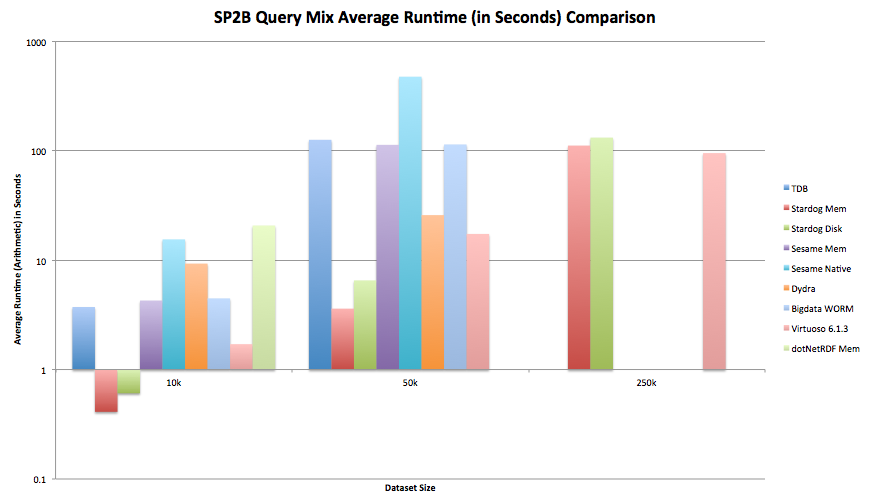 SP2B Query Mix Average Runtime (in Seconds) Comparison
1000
100
10
1
0.1
Average Runtime (Arithmetic) in Seconds
10k
50k
250k
Dataset Size
TDB
Stardog Mem
Stardog Disk
Sesame Mem
Sesame Native
Dydra
Bigdata WORM
Virtuoso 6.1.3
dotNetRDF Mem